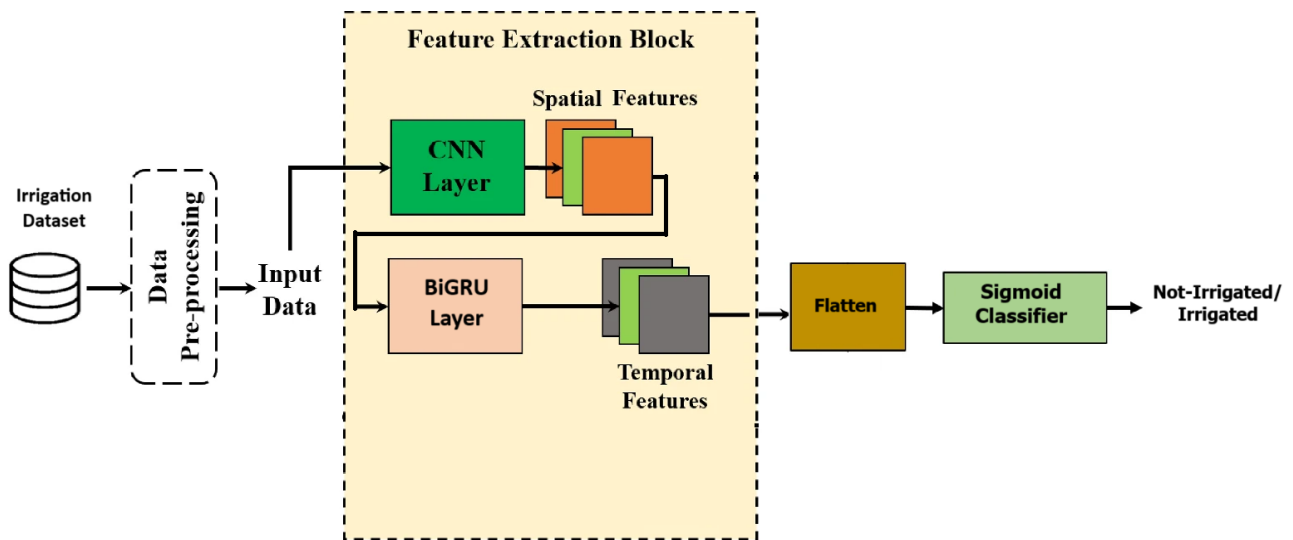 Feature Extraction Block
Spatial Features
CNN
Layer
Irrigation
Dataset
Data
Pre-processing
Input
Data
BiGRU
Layer
Temporal
Features
Flatten
Sigmoid
Classifier
Not-Irrigated/
Irrigated